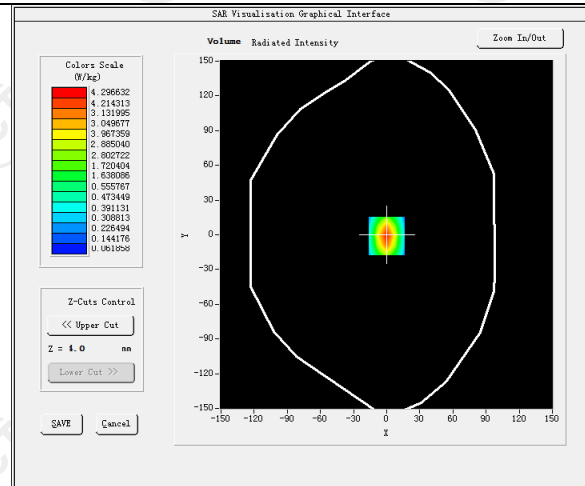 SAR Visualisation Graphical Interface
Volume Radiated Intensity
Zoom In/Out
Colors Scale
(W/kg)
4.296632
4.214313
3.131995
3.049677
3.967359
2.885040
2.802722
1.720404
1.638086
0.555767
0.473449
0.391131
0.308813
0.226494
0.144176
0.061858
Z-Cuts Control
<< Upper Cut
Z = 4.0 mm
Lower Cut >>
SAVE
Cancel
150
120
90
60
30
0
-30
-60
-90
-120
-150
Y
-150 -120 -90 -60 -30 0 30 60 90 120 150
X